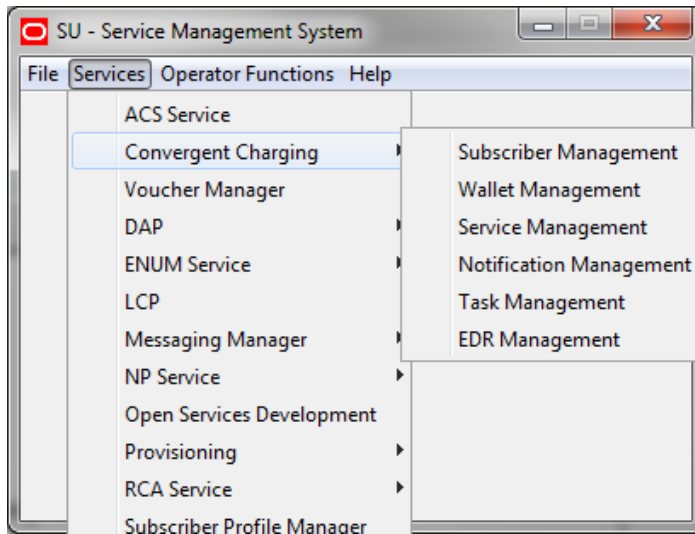 SU - Service Management System
File Services Operator Functions Help
ACS Service
Convergent Charging
Voucher Manager
DAP
ENUM Service
LCP
Messaging Manager
NP Service
Open Services Development
Provisioning
RCA Service
Subscriber Profile Manager
Subscriber Management
Wallet Management
Service Management
Notification Management
Task Management
EDR Management